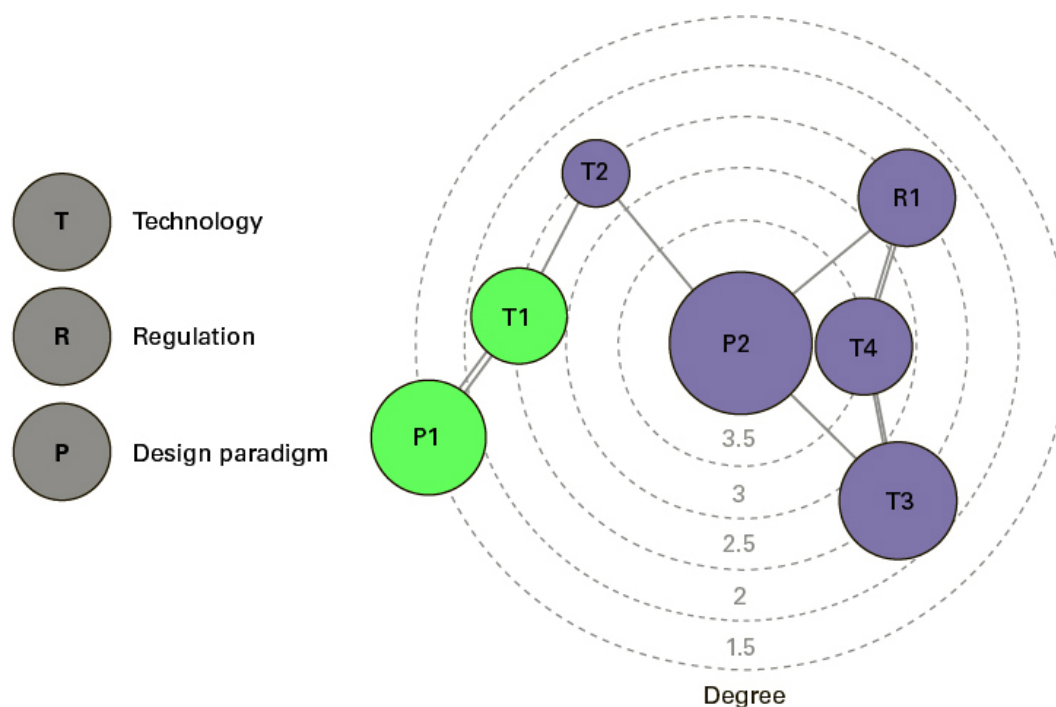 T Technology
R Regulation
P Design paradigm
T2
R1
T1
P2
T4
P1
3.5
3
T3
2.5
2
1.5
Degree